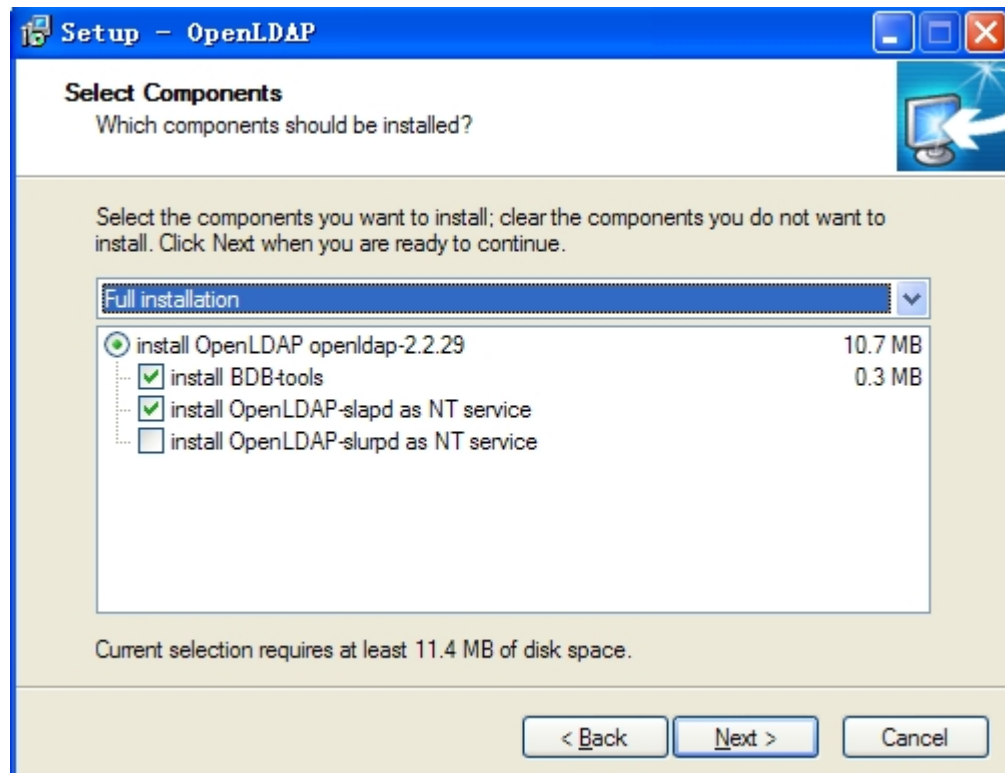 Setup - OpenLDAP
Select Components
Which components should be installed?
Select the components you want to install; clear the components you do not want to
install. Click Next when you are ready to continue.
Full installation
install OpenLDAP openldap-2.2.29 10.7 MB
install BDB-tools 0.3 MB
install OpenLDAP-slapd as NT service
install OpenLDAP-slurpd as NT service
Current selection requires at least 11.4 MB of disk space.
< Back Next > Cancel